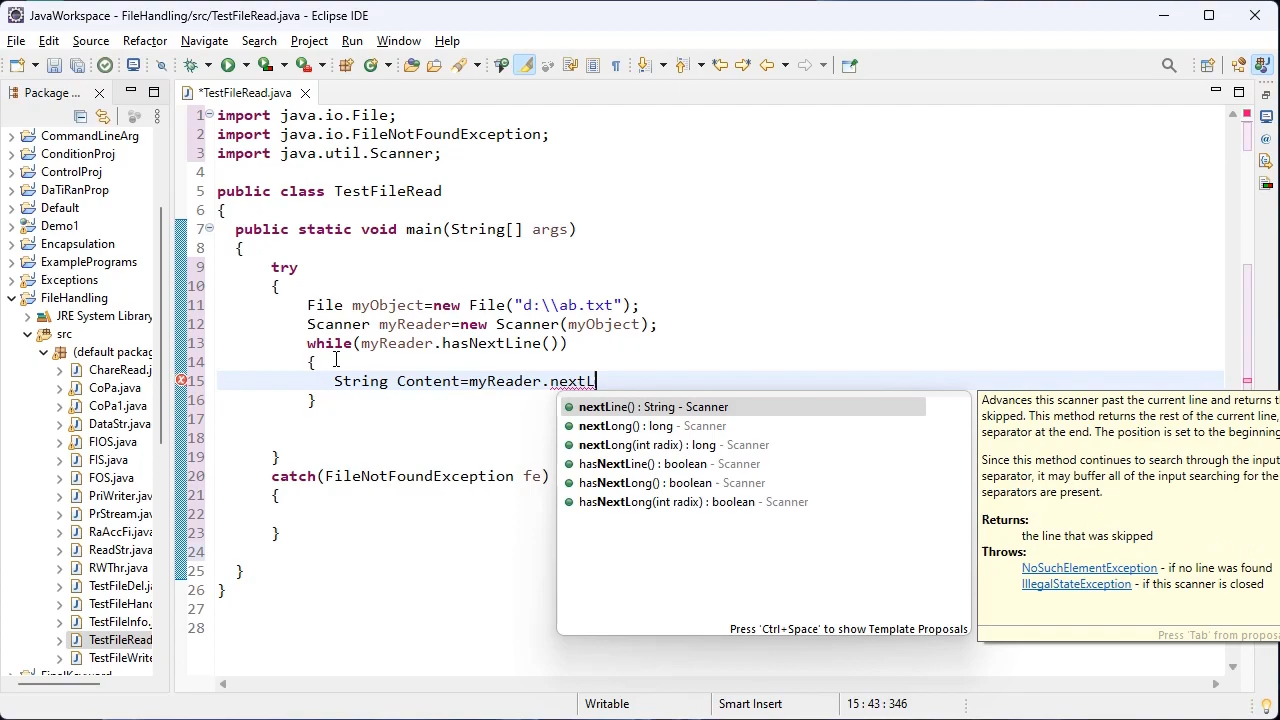 JavaWorkspace - FileHandling/src/TestFileRead.java - Eclipse IDE
File Edit Source Refactor Navigate Search Project Run Window Help
Package ...
*TestFileRead.java
CommandLineArg
ConditionProj
ControlProj
DaTiRanProp
Default
Demo1
Encapsulation
ExamplePrograms
Exceptions
FileHandling
JRE System Library
src
(default packag
ChareRead.ja
CoPa.java
CoPa1.java
DataStr.java
FIOS.java
FIS.java
FOS.java
PriWriter.java
PrStream.java
RaAccFi.java
ReadStr.java
RWThr.java
TestFileDel.ja
TestFileHand
TestFileInfo.
TestFileRead
TestFileWrite
FinalKeyword
1 import java.io.File;
2 import java.io.FileNotFoundException;
3 import java.util.Scanner;
4
5 public class TestFileRead
6 {
7 public static void main(String[] args)
8 {
9 try
10 {
11 File myObject=new File("d:\\ab.txt");
12 Scanner myReader=new Scanner(myObject);
13 while(myReader.hasNextLine())
14 {
15 String Content=myReader.nextL
16 }
17
18
19 }
20 catch(FileNotFoundException fe)
21 {
22
23 }
24
25 }
26 }
27
28
nextLine() : String - Scanner
nextLong() : long - Scanner
nextLong(int radix) : long - Scanner
hasNextLine() : boolean - Scanner
hasNextLong() : boolean - Scanner
hasNextLong(int radix) : boolean - Scanner
Press 'Ctrl+Space' to show Template Proposals
Advances this scanner past the current line and returns th
skipped. This method returns the rest of the current line,
separator at the end. The position is set to the beginning
Since this method continues to search through the input
separator, it may buffer all of the input searching for the
separators are present.
Returns:
the line that was skipped
Throws:
NoSuchElementException - if no line was found
IllegalStateException - if this scanner is closed
Press 'Tab' from proposa
Writable
Smart Insert
15 : 43 : 346